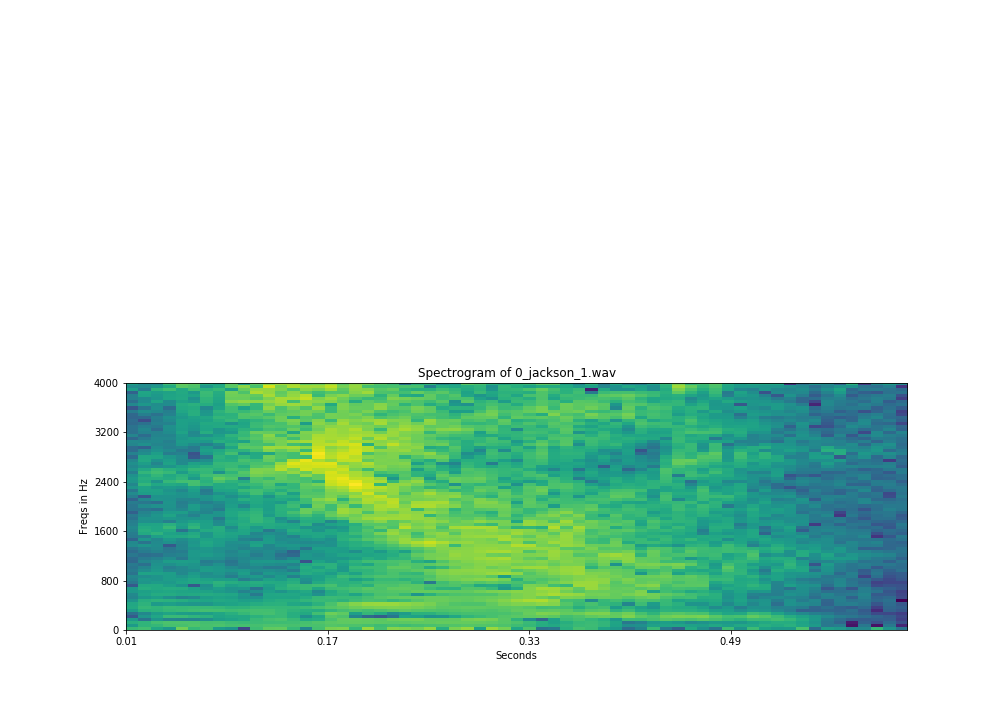 Spectrogram of 0_jackson_1.wav
4000
3200
2400
1600
800
0
Freqs in Hz
0.01 0.17 0.33 0.49
Seconds